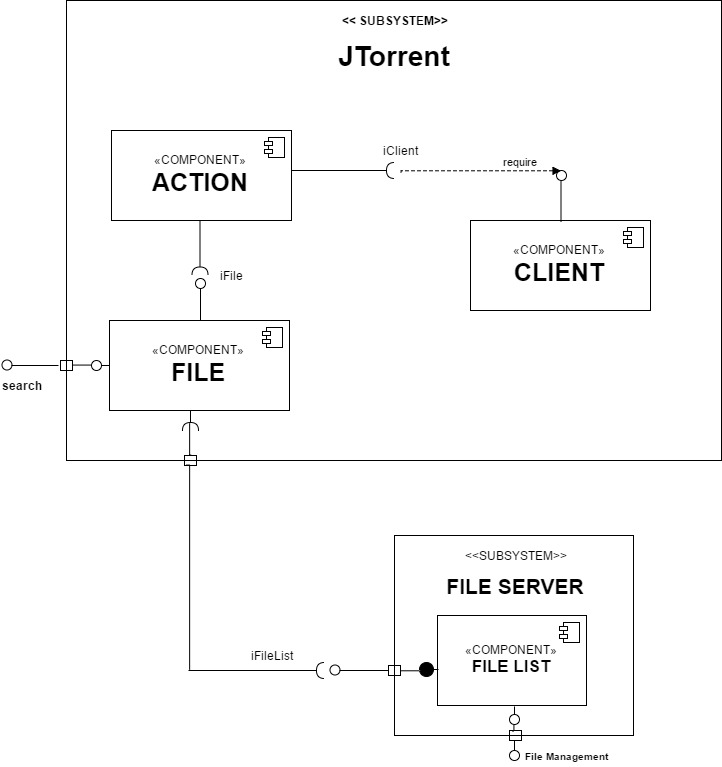 << SUBSYSTEM>>
JTorrent
iClient
require
«COMPONENT»
ACTION
«COMPONENT»
CLIENT
iFile
«COMPONENT»
FILE
search
<<SUBSYSTEM>>
FILE SERVER
iFileList
«COMPONENT»
FILE LIST
File Management